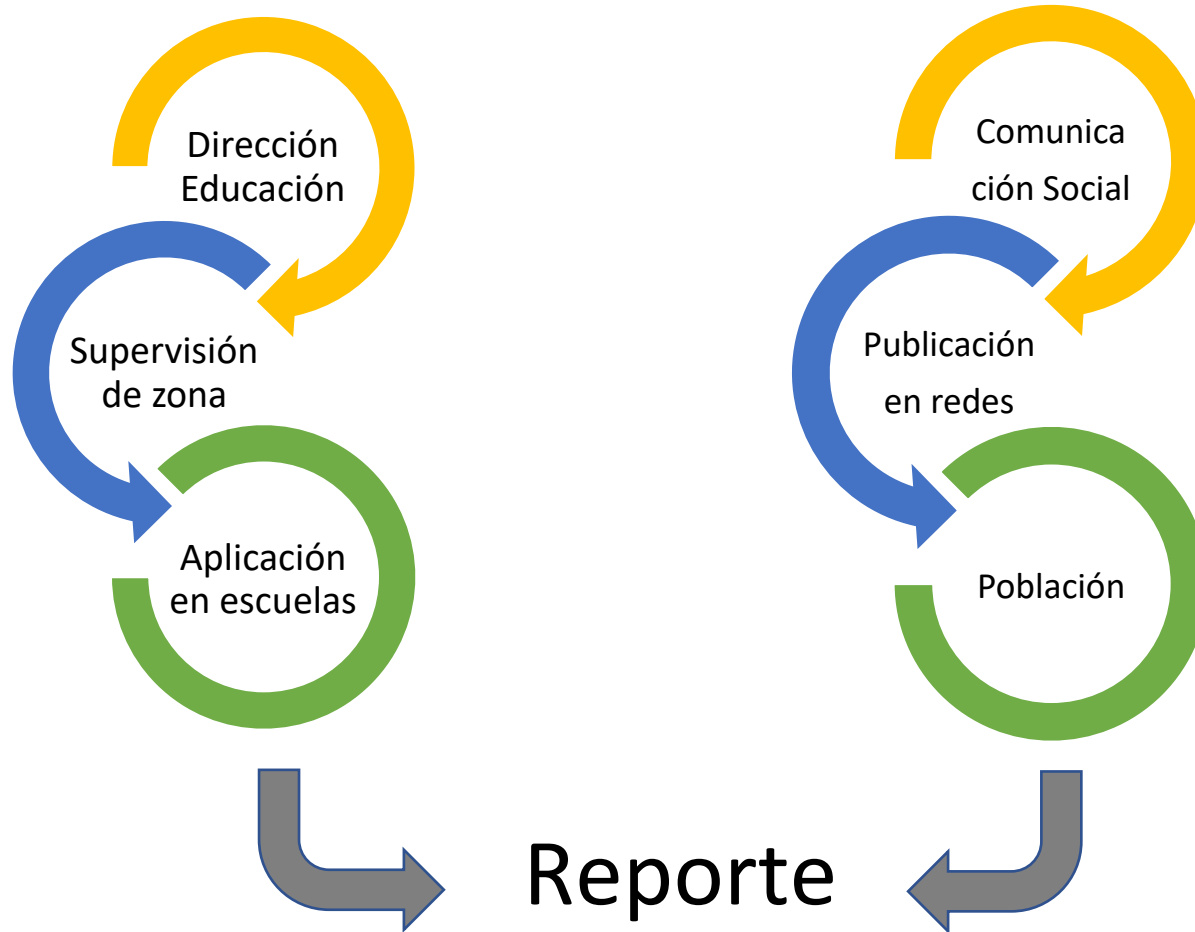 Dirección
Educación
Supervisión
de zona
Aplicación
en escuelas
Comunica
ción Social
Publicación
en redes
Población
Reporte